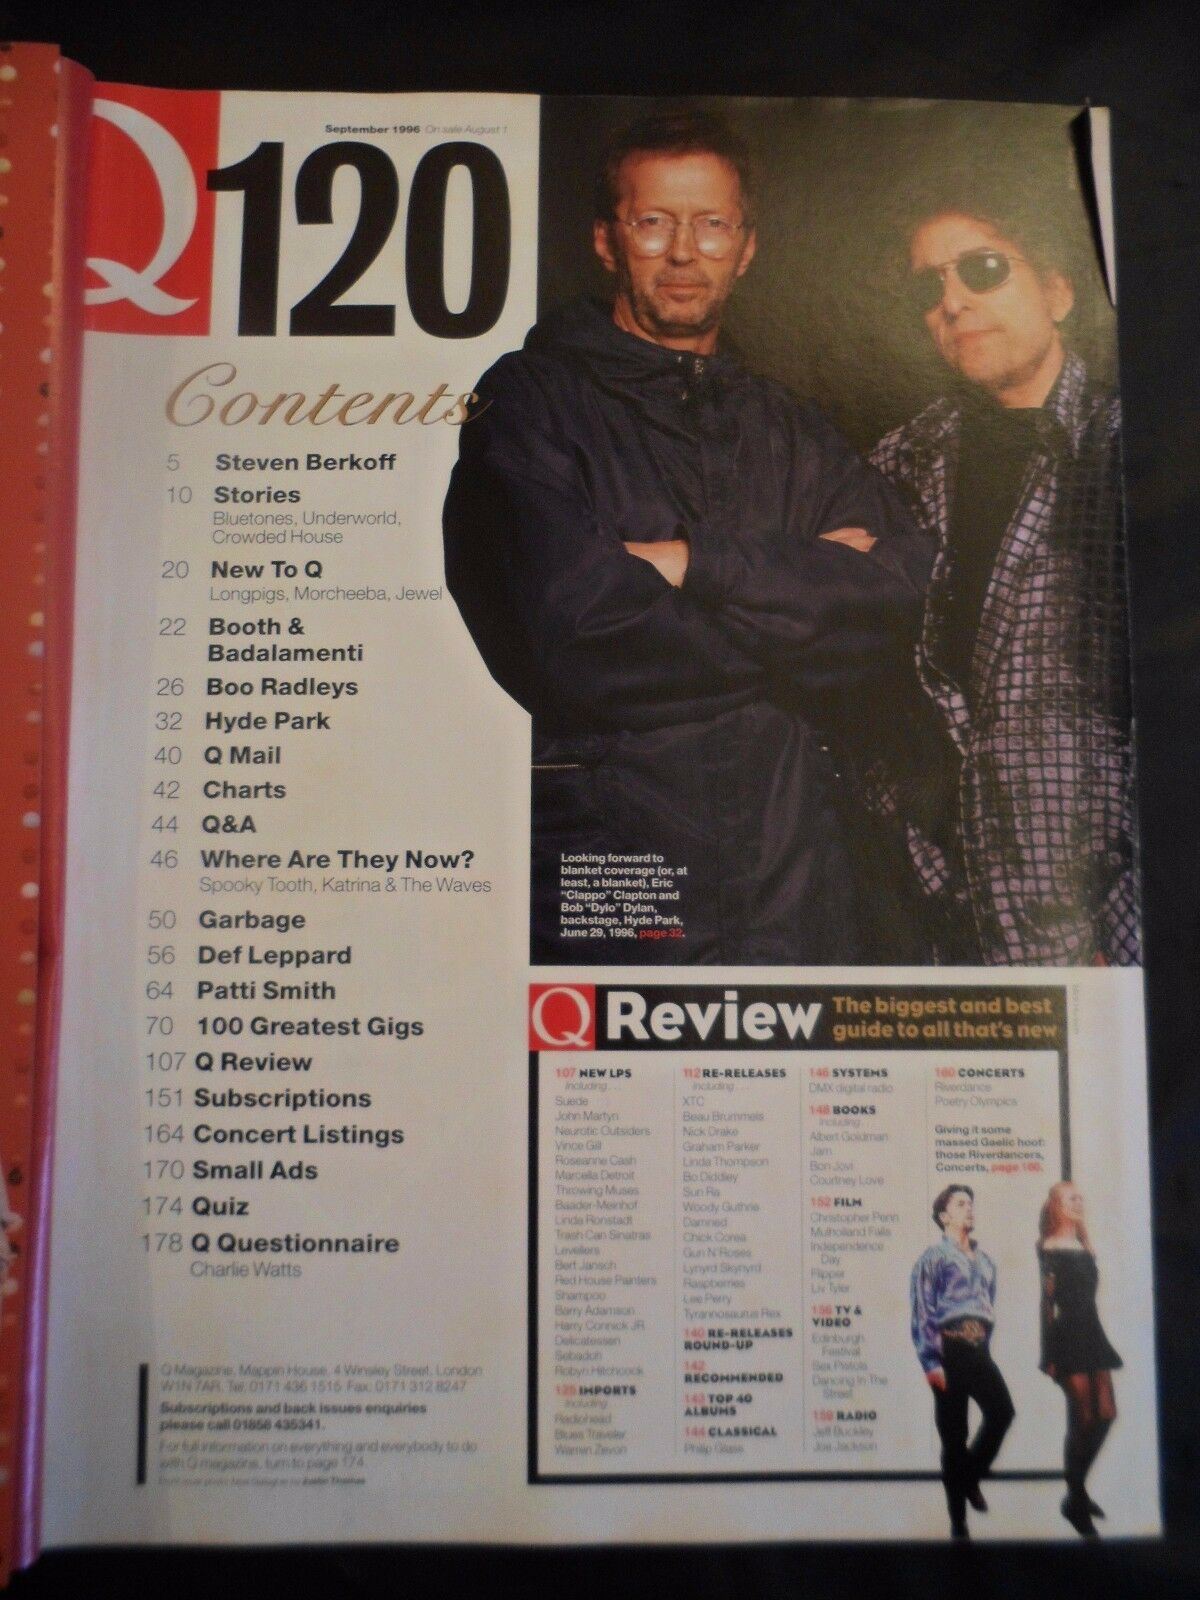 Q120
September 1996 On sale August 1
Contents
5 Steven Berkoff
10 Stories
Bluetones, Underworld,
Crowded House
20 New To Q
Longpigs, Morcheeba, Jewel
22 Booth &
Badalamenti
26 Boo Radleys
32 Hyde Park
40 Q Mail
42 Charts
44 Q&A
46 Where Are They Now?
Spooky Tooth, Katrina & The Waves
50 Garbage
56 Def Leppard
64 Patti Smith
70 100 Greatest Gigs
107 Q Review
151 Subscriptions
164 Concert Listings
170 Small Ads
174 Quiz
178 Q Questionnaire
Charlie Watts
Q Magazine, Mappin House, 4 Winsley Street, London
W1N 7AR. Tel: 0171 436 1515 Fax: 0171 312 8247
Subscriptions and back issues enquiries
please call 01858 435341.
For full information on everything and everybody to do
with Q magazine, turn to page 174.
Looking forward to
blanket coverage (or, at
least, a blanket), Eric
"Clappo" Clapton and
Bob "Dylo" Dylan,
backstage, Hyde Park,
June 29, 1996, page 32.
Q Review
The biggest and best
guide to all that's new
107 NEW LPS
Including...
Suede
John Martyn
Neurotic Outsiders
Vince Gill
Roseanne Cash
Marcella Detroit
Throwing Muses
Baader-Meinhof
Linda Ronstadt
Trash Can Sinatras
Levellers
Bert Jansch
Red House Painters
Shampoo
Barry Adamson
Harry Connick JR
Delicatessen
Sebadoh
Robyn Hitchcock
IMPORTS
Including...
Radiohead
Blues Traveler
Warren Zevon
112 RE-RELEASES
Including...
XTC
Beau Brummels
Nick Drake
Graham Parker
Linda Thompson
Bo Diddley
Sun Ra
Woody Guthrie
Damned
Chick Corea
Gun N' Roses
Lynyrd Skynyrd
Raspberries
Lee Perry
Tyrannosaurus Rex
140 RE-RELEASES
ROUND-UP
142
RECOMMENDED
143 TOP 40
ALBUMS
144 CLASSICAL
Philip Glass
146 SYSTEMS
DMX digital radio
148 BOOKS
Including...
Albert Goldman
Jam
Bon Jovi
Courtney Love
152 FILM
Christopher Penn
Mulholland Falls
Independence
Day
Flipper
Liv Tyler
156 TV &
VIDEO
Edinburgh
Festival
Sex Pistols
Dancing In The
Street
RADIO
Jeff Buckley
Joe Jackson
160 CONCERTS
Riverdance
Poetry Olympics
Giving it some
massed Gaelic hoof:
those Riverdancers,
Concerts, page 160.